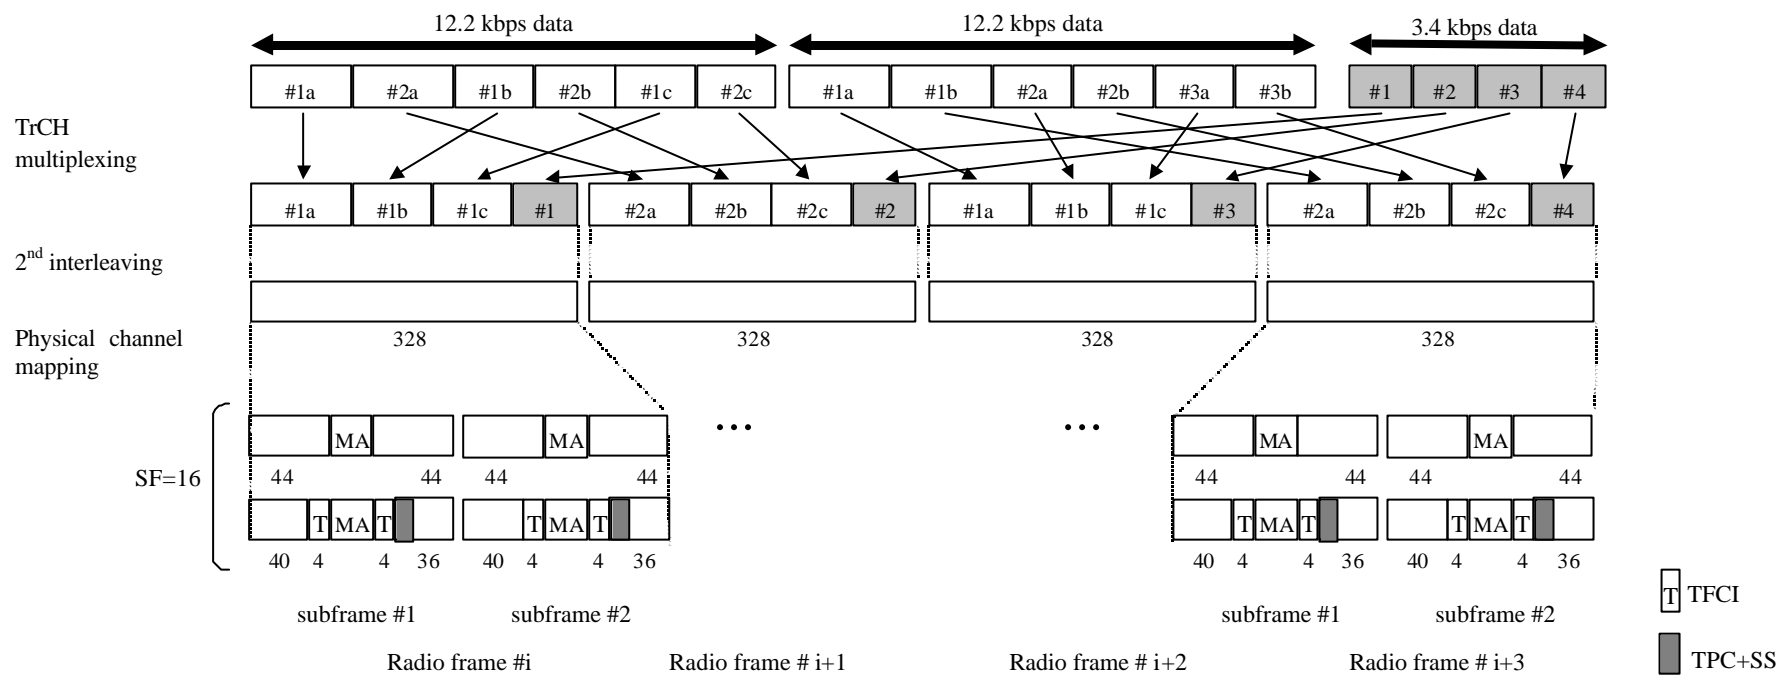 12.2 kbps data 12.2 kbps data 3.4 kbps data
#1a #2a #1b #2b #1c #2c #1a #1b #2a #2b #3a #3b #1 #2 #3 #4
TrCH
multiplexing
#1a #1b #1c #1 #2a #2b #2c #2 #1a #1b #1c #3 #2a #2b #2c #4
2nd interleaving
Physical channel
mapping
328 328 328 328
MA MA ... ... MA MA
44 44 44 44 44 44 44 44
SF=16
T MA T T MA T T MA T T MA T
40 4 4 36 40 4 4 36 40 4 4 36 40 4 4 36
T TFCI
subframe #1 subframe #2 subframe #1 subframe #2
Radio frame #i Radio frame # i+1 Radio frame # i+2 Radio frame # i+3
TPC+SS